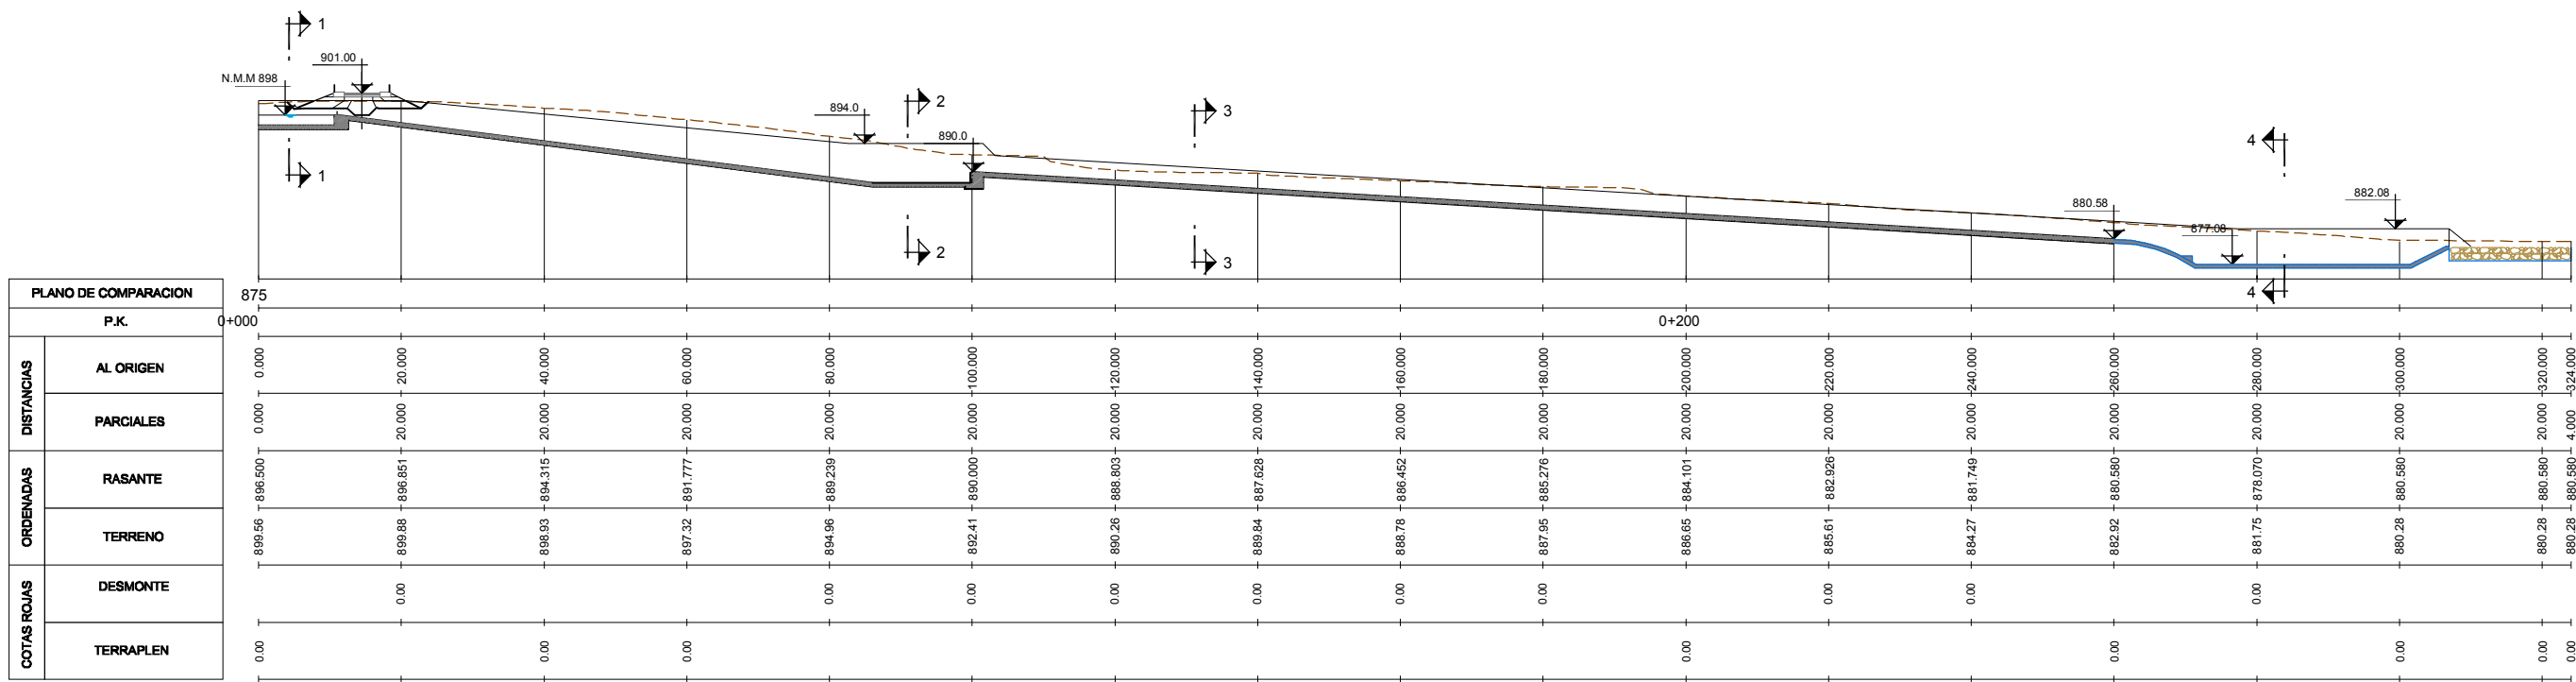 1
901.00
N.M.M 898
2
894.0
3
890.0
4
1
882.08
880.58
877.08
2
3
4
PLANO DE COMPARACION 875
P.K. 0+000 0+200
DISTANCIAS
AL ORIGEN 0.000 20.000 40.000 60.000 80.000 100.000 120.000 140.000 160.000 180.000 200.000 220.000 240.000 260.000 280.000 300.000 320.000 324.000
PARCIALES 0.000 20.000 20.000 20.000 20.000 20.000 20.000 20.000 20.000 20.000 20.000 20.000 20.000 20.000 20.000 20.000 20.000 4.000
ORDENADAS
RASANTE 896.500 896.851 894.315 891.777 889.239 890.000 888.803 887.628 886.452 885.276 884.101 882.926 881.749 880.580 878.070 880.580 880.580 880.580
TERRENO 899.56 899.88 898.93 897.32 894.96 892.41 890.26 889.84 888.78 887.95 886.65 885.61 884.27 882.92 881.75 880.28 880.28 880.28
COTAS ROJAS
DESMONTE 0.00 0.00 0.00 0.00 0.00 0.00 0.00 0.00 0.00 0.00
TERRAPLEN 0.00 0.00 0.00 0.00 0.00 0.00 0.00 0.00